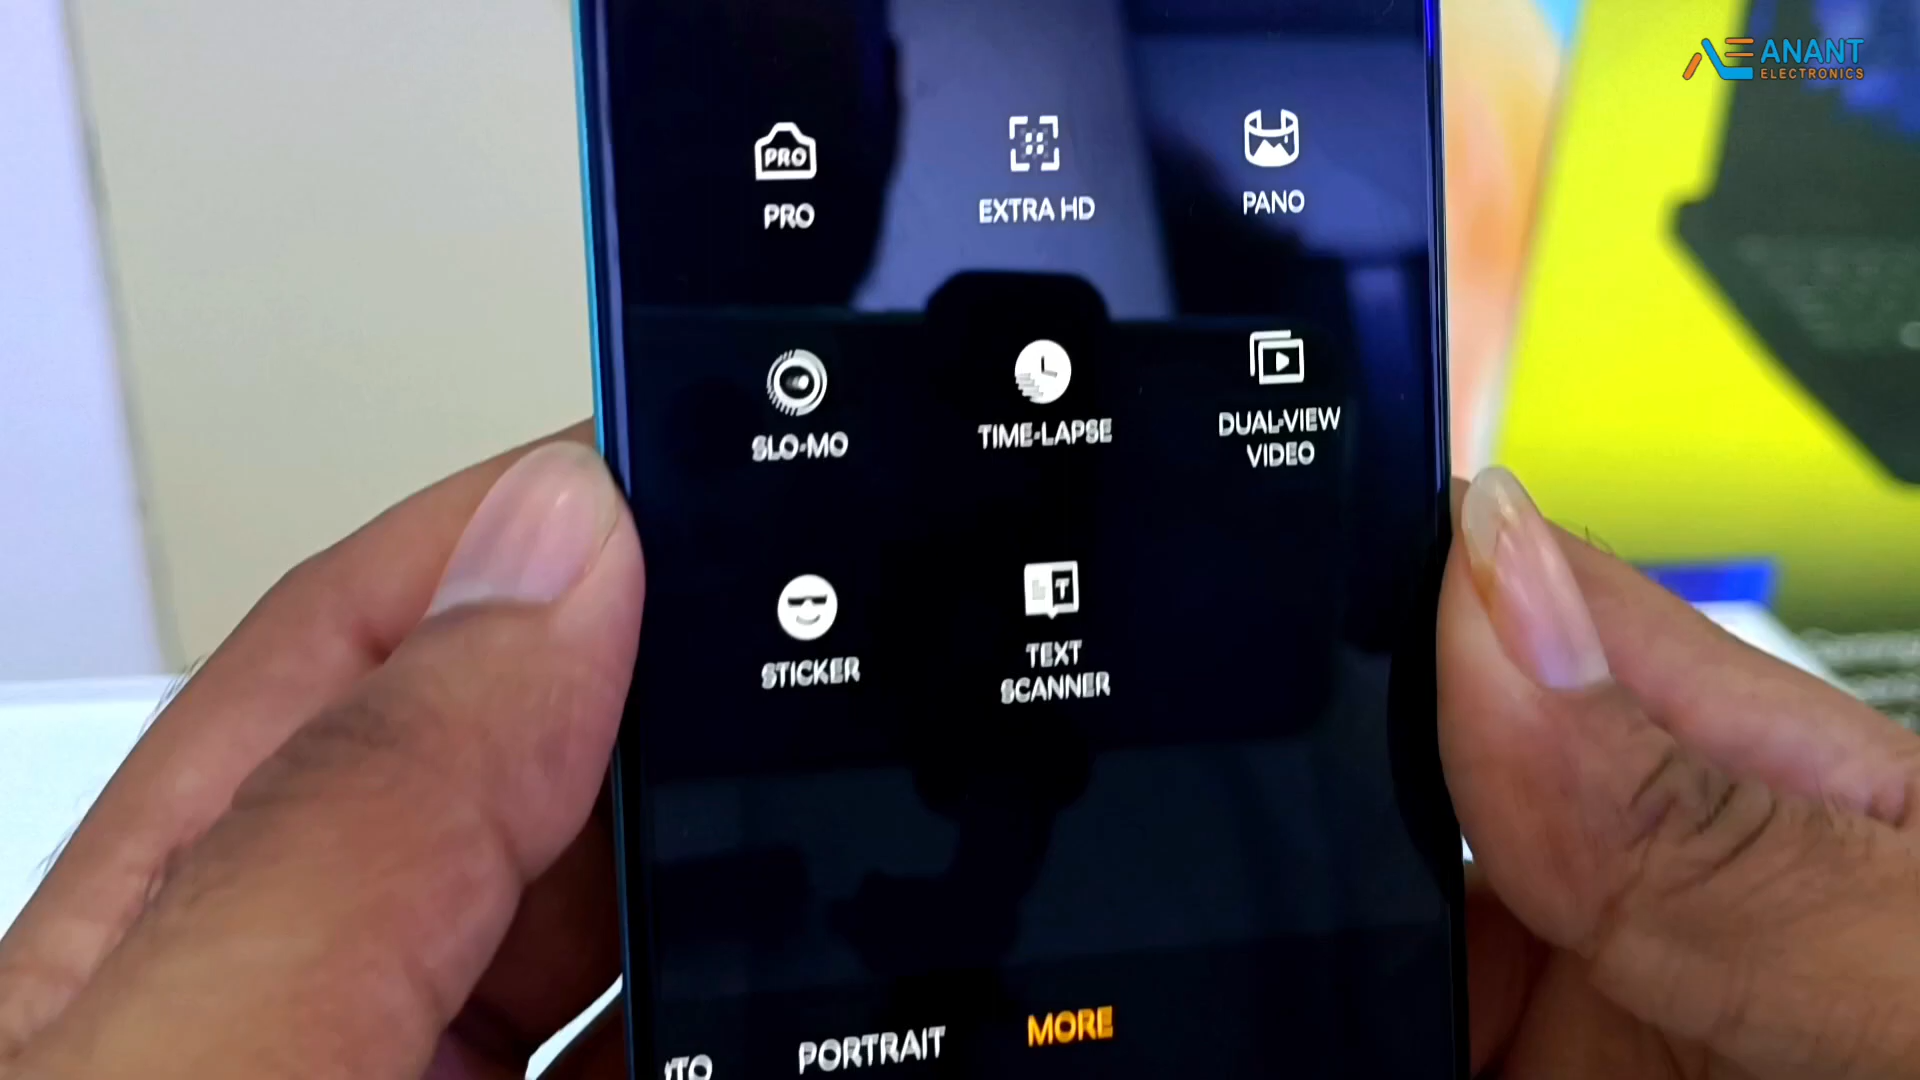 ANANT
ELECTRONICS
PRO
PRO
EXTRA HD
PANO
SLO-MO
TIME-LAPSE
DUAL-VIEW
VIDEO
STICKER
T
TEXT
SCANNER
PORTRAIT
MORE